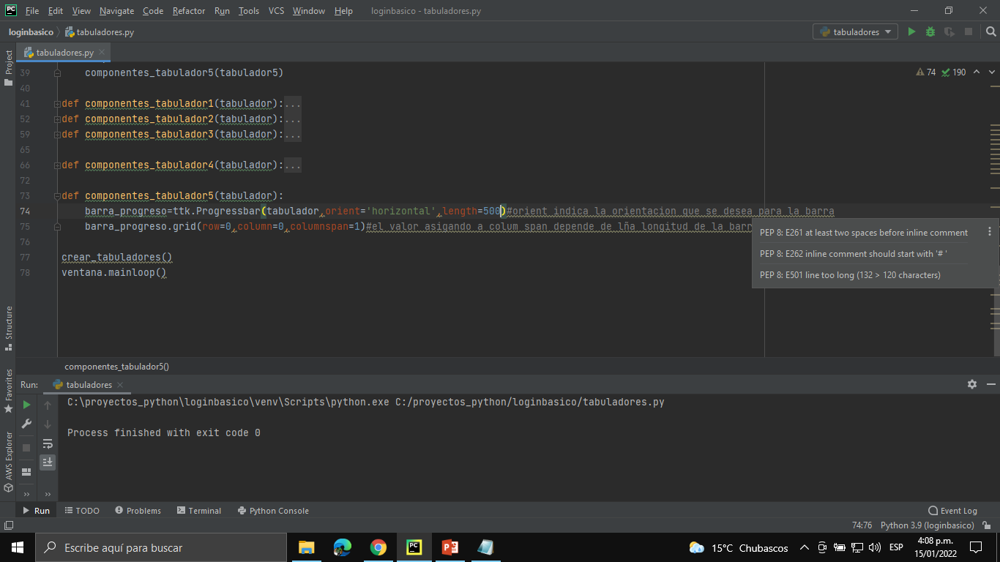 File Edit View Navigate Code Refactor Run Tools VCS Window Help loginbasico - tabuladores.py
loginbasico tabuladores.py tabuladores
Project
tabuladores.py
39 componentes_tabulador5(tabulador5)
74 190
40
41 def componentes_tabulador1(tabulador):...
52 def componentes_tabulador2(tabulador):...
59 def componentes_tabulador3(tabulador):...
65
66 def componentes_tabulador4(tabulador):...
72
73 def componentes_tabulador5(tabulador):
74 barra_progreso=ttk.Progressbar(tabulador,orient='horizontal',length=500)#orient indica la orientacion que se desea para la barra
75 barra_progreso.grid(row=0,column=0,columnspan=1)#el valor asigando a colum span depende de lña longitud de la barr
PEP 8: E261 at least two spaces before inline comment
PEP 8: E262 inline comment should start with '# '
PEP 8: E501 line too long (132 > 120 characters)
76
77 crear_tabuladores()
78 ventana.mainloop()
Structure
Favorites
AWS Explorer
componentes_tabulador5()
Run: tabuladores
C:\proyectos_python\loginbasico\venv\Scripts\python.exe C:/proyectos_python/loginbasico/tabuladores.py
Process finished with exit code 0
Run TODO Problems Terminal Python Console Event Log
74:76 Python 3.9 (loginbasico)
Escribe aquí para buscar
15°C Chubascos ESP
4:08 p.m.
15/01/2022